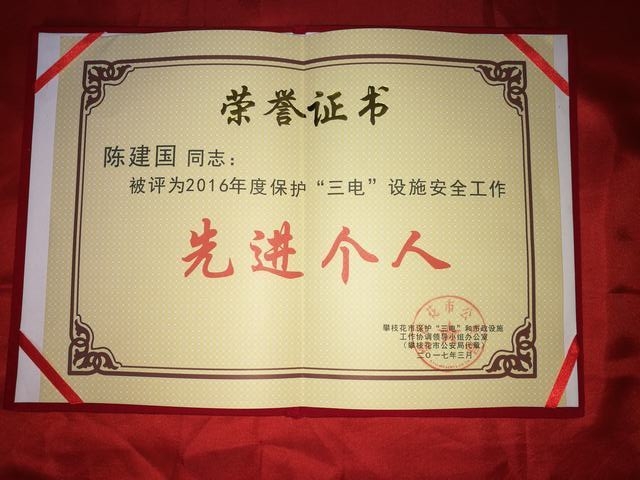 荣誉证书
陈建国 同志：
被评为2016年度保护“三电”设施安全工作
先进个人
攀枝花市保护“三电”和市政设施
工作协调领导小组办公室
（攀枝花市公安局代章）
二〇一七年三月